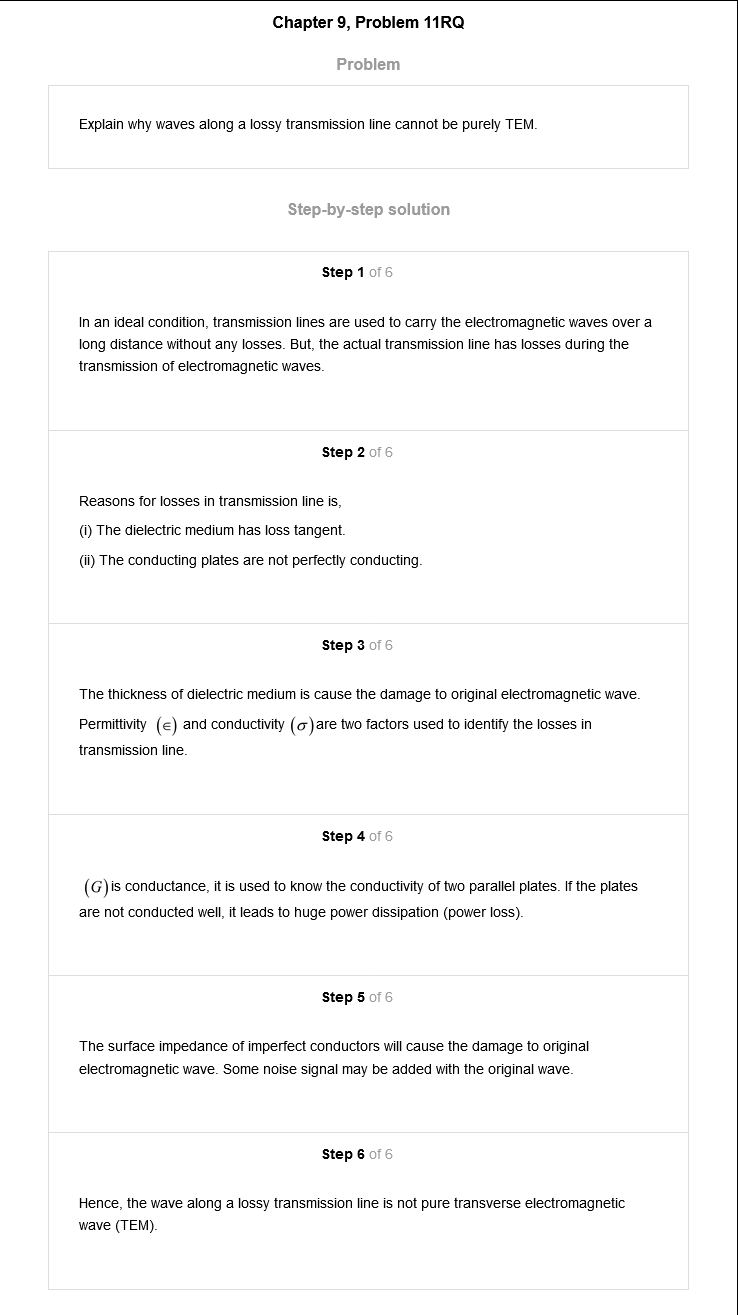 Chapter 9, Problem 11RQ
Problem
Explain why waves along a lossy transmission line cannot be purely TEM.
Step-by-step solution
Step 1 of 6
In an ideal condition, transmission lines are used to carry the electromagnetic waves over a
long distance without any losses. But, the actual transmission line has losses during the
transmission of electromagnetic waves.
Step 2 of 6
Reasons for losses in transmission line is,
(i) The dielectric medium has loss tangent.
(ii) The conducting plates are not perfectly conducting.
Step 3 of 6
The thickness of dielectric medium is cause the damage to original electromagnetic wave.
Permittivity (∈) and conductivity (σ) are two factors used to identify the losses in
transmission line.
Step 4 of 6
(G) is conductance, it is used to know the conductivity of two parallel plates. If the plates
are not conducted well, it leads to huge power dissipation (power loss).
Step 5 of 6
The surface impedance of imperfect conductors will cause the damage to original
electromagnetic wave. Some noise signal may be added with the original wave.
Step 6 of 6
Hence, the wave along a lossy transmission line is not pure transverse electromagnetic
wave (TEM).